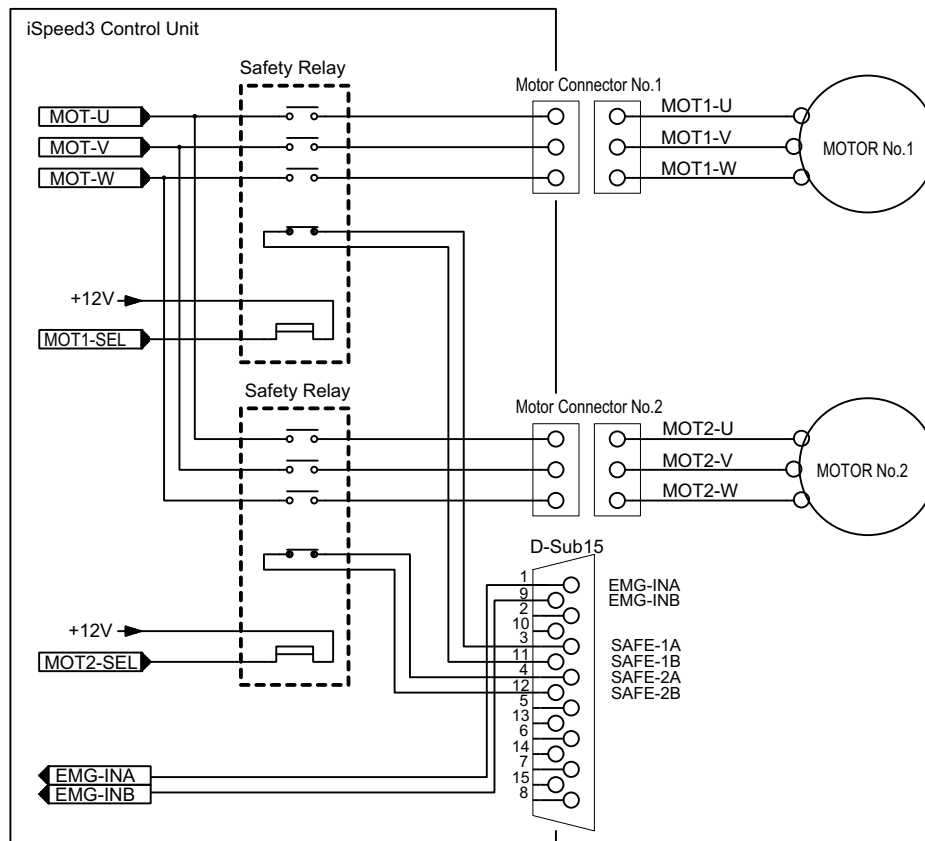 iSpeed3 Control Unit
Safety Relay
Motor Connector No.1
MOT-U
MOT1-U
MOT-V
MOT1-V
MOTOR No.1
MOT-W
MOT1-W
+12V
MOT1-SEL
Safety Relay
Motor Connector No.2
MOT2-U
MOT2-V
MOTOR No.2
MOT2-W
D-Sub15
1
EMG-INA
9
EMG-INB
2
10
3
SAFE-1A
11
SAFE-1B
4
SAFE-2A
12
SAFE-2B
5
13
6
14
7
15
8
+12V
MOT2-SEL
EMG-INA
EMG-INB